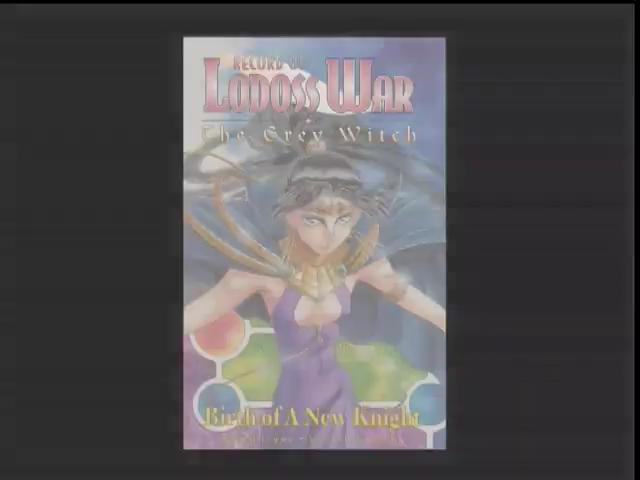 RECORD OF
LODOSS WAR
The Grey Witch
Birth of A New Knight